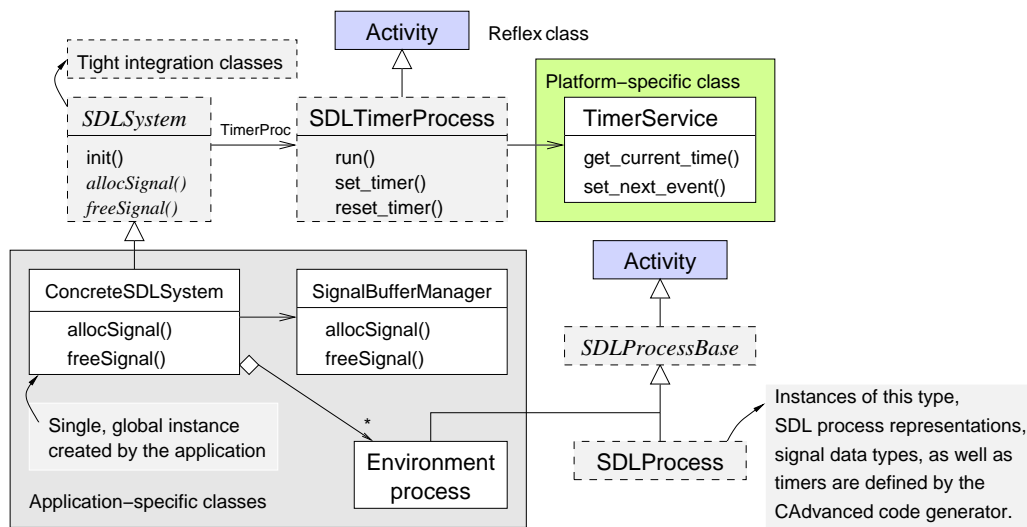 Activity
Reflex class
Tight integration classes
Platform−specific class
SDLSystem
init()
allocSignal()
freeSignal()
TimerProc
SDLTimerProcess
run()
set_timer()
reset_timer()
TimerService
get_current_time()
set_next_event()
ConcreteSDLSystem
allocSignal()
freeSignal()
SignalBufferManager
allocSignal()
freeSignal()
Activity
SDLProcessBase
Single, global instance
created by the application
*
Environment
process
SDLProcess
Instances of this type,
SDL process representations,
signal data types, as well as
timers are defined by the
CAdvanced code generator.
Application−specific classes